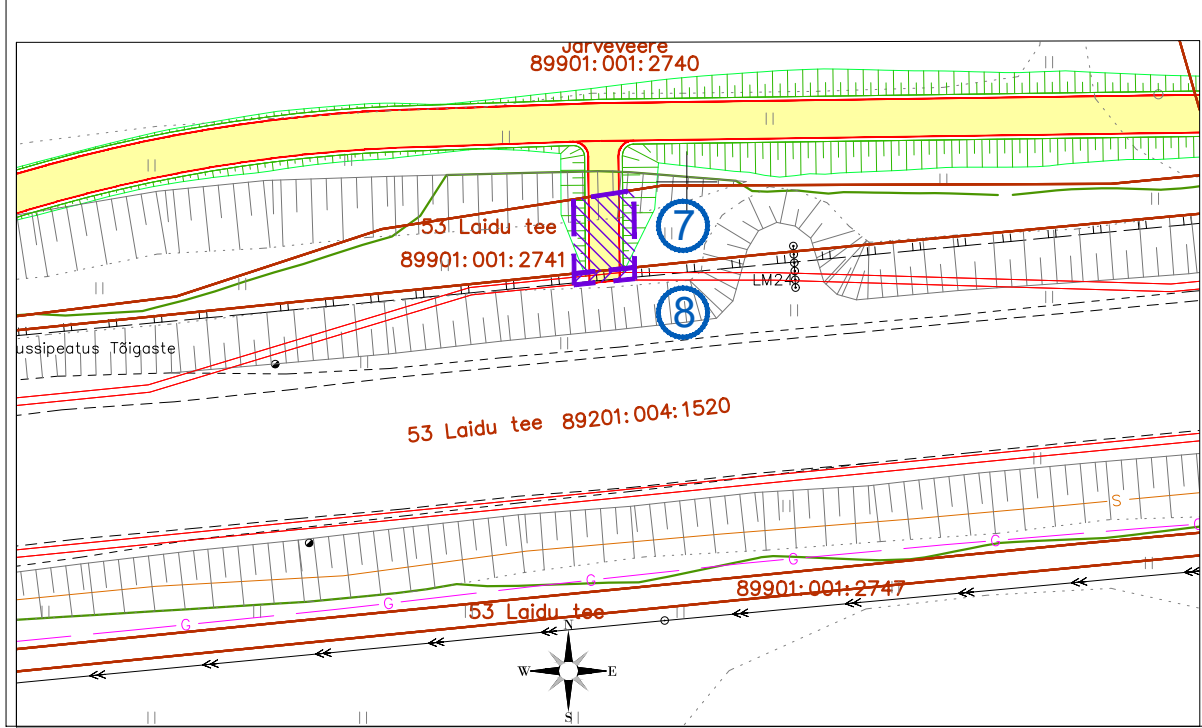 Järveveere
89901:001:2740
53 Laidu tee
7
89901:001:2741
LM24
8
ussipeatus Tõigaste
53 Laidu tee 89201:004:1520
S
G
G
G
G
G
89901:001:2747
53 Laidu tee
N
W E
S